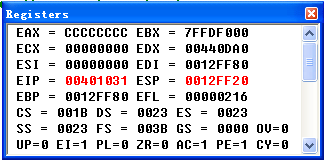 Registers
EAX = CCCCCCCC EBX = 7FFDF000
ECX = 00000000 EDX = 00440DA0
ESI = 00000000 EDI = 0012FF80
EIP = 00401031 ESP = 0012FF20
EBP = 0012FF80 EFL = 00000216
CS = 001B DS = 0023 ES = 0023
SS = 0023 FS = 003B GS = 0000 OV=0
UP=0 EI=1 PL=0 ZR=0 AC=1 PE=1 CY=0